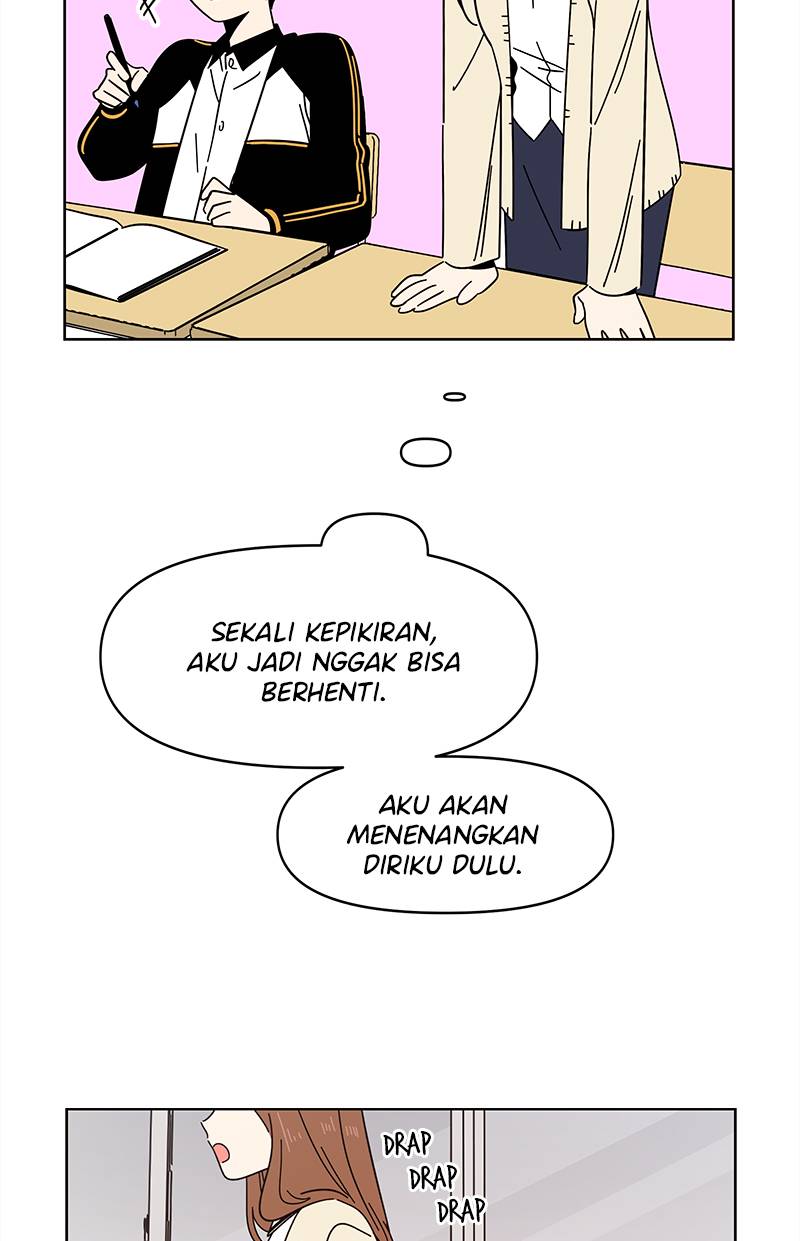 SEKALI KEPIKIRAN,
AKU JADI NGGAK BISA
BERHENTI.
AKU AKAN
MENENANGKAN
DIRIKU DULU.
DRAP
DRAP
DRAP